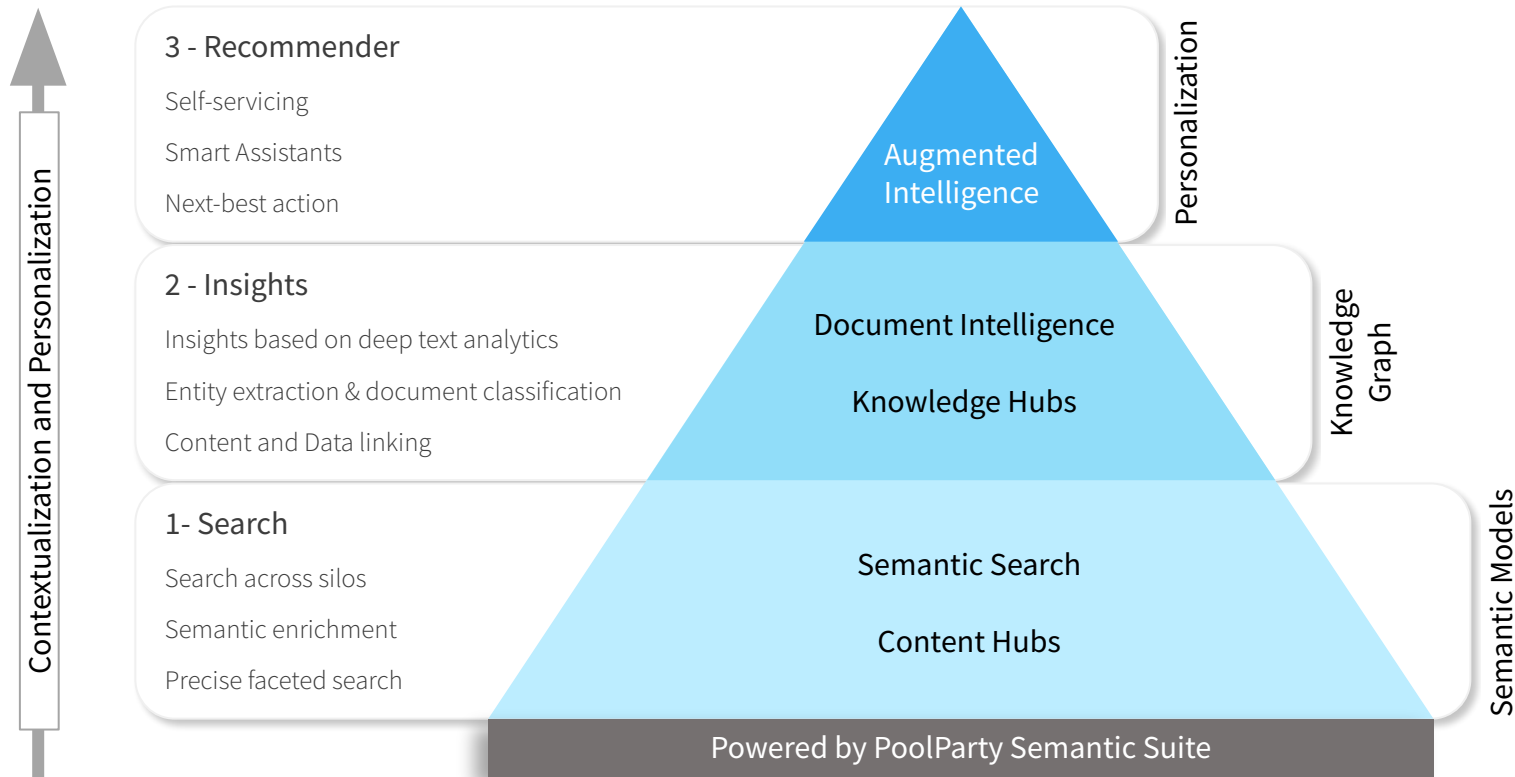 Contextualization and Personalization
3 - Recommender
Self-servicing
Smart Assistants
Next-best action
Augmented
Intelligence
Personalization
2 - Insights
Insights based on deep text analytics
Entity extraction & document classification
Content and Data linking
Document Intelligence
Knowledge Hubs
Knowledge
Graph
1- Search
Search across silos
Semantic enrichment
Precise faceted search
Semantic Search
Content Hubs
Semantic Models
Powered by PoolParty Semantic Suite